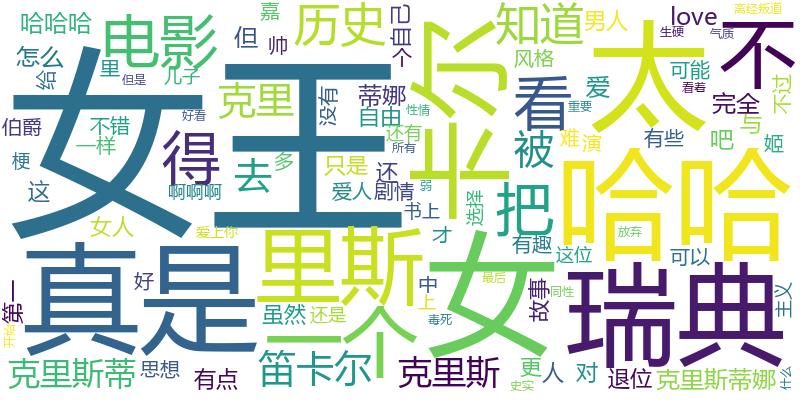 哈哈哈
嘉
历史
知道
love
离经叛道
电影
怎么
但
帅
个
自己
男人
风格
生硬
气质
不
给
里
儿子
但是
女王
卡尔
太
看
爱
可能
看着
克里
没有
蒂娜
自由
性情
重要
完全
不过
伯爵
不错
一样
好看
得
还有
被
难
演
有些
吧
与
姬
梗
这
啊啊啊
去
多
只是
还
所有
爱人
剧情
弱
书上
选择
把
哈哈
女人
爱上你
才
有趣
放弃
这位
可以
真是
里斯
一个
女
瑞典
第一
好
中
上
最后
故事
同性
主义
开始
虽然
还是
毒死
克里斯蒂
思想
有点
笛卡尔
克里斯
史实
更
人
对
退位
克里斯蒂娜
什么